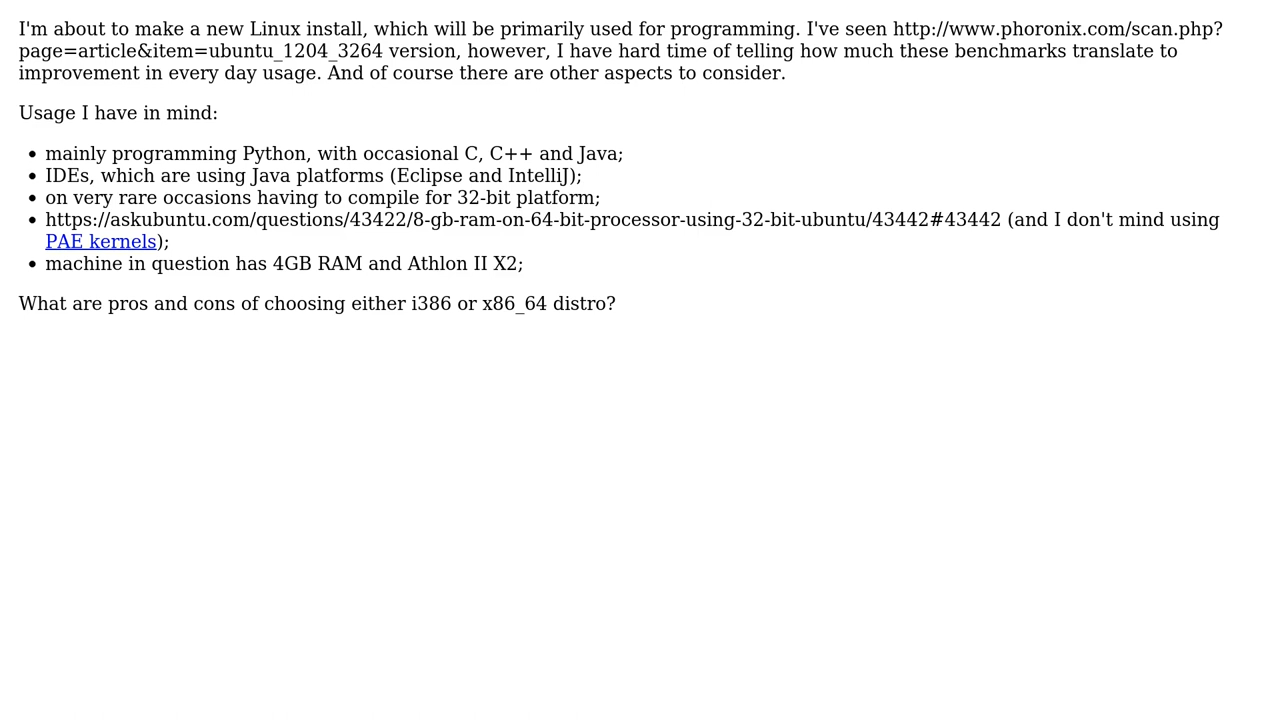 I'm about to make a new Linux install, which will be primarily used for programming. I've seen http://www.phoronix.com/scan.php?
page=article&item=ubuntu_1204_3264 version, however, I have hard time of telling how much these benchmarks translate to
improvement in every day usage. And of course there are other aspects to consider.
Usage I have in mind:
• mainly programming Python, with occasional C, C++ and Java;
• IDEs, which are using Java platforms (Eclipse and IntelliJ);
• on very rare occasions having to compile for 32-bit platform;
• https://askubuntu.com/questions/43422/8-gb-ram-on-64-bit-processor-using-32-bit-ubuntu/43442#43442 (and I don't mind using
PAE kernels);
• machine in question has 4GB RAM and Athlon II X2;
What are pros and cons of choosing either i386 or x86_64 distro?